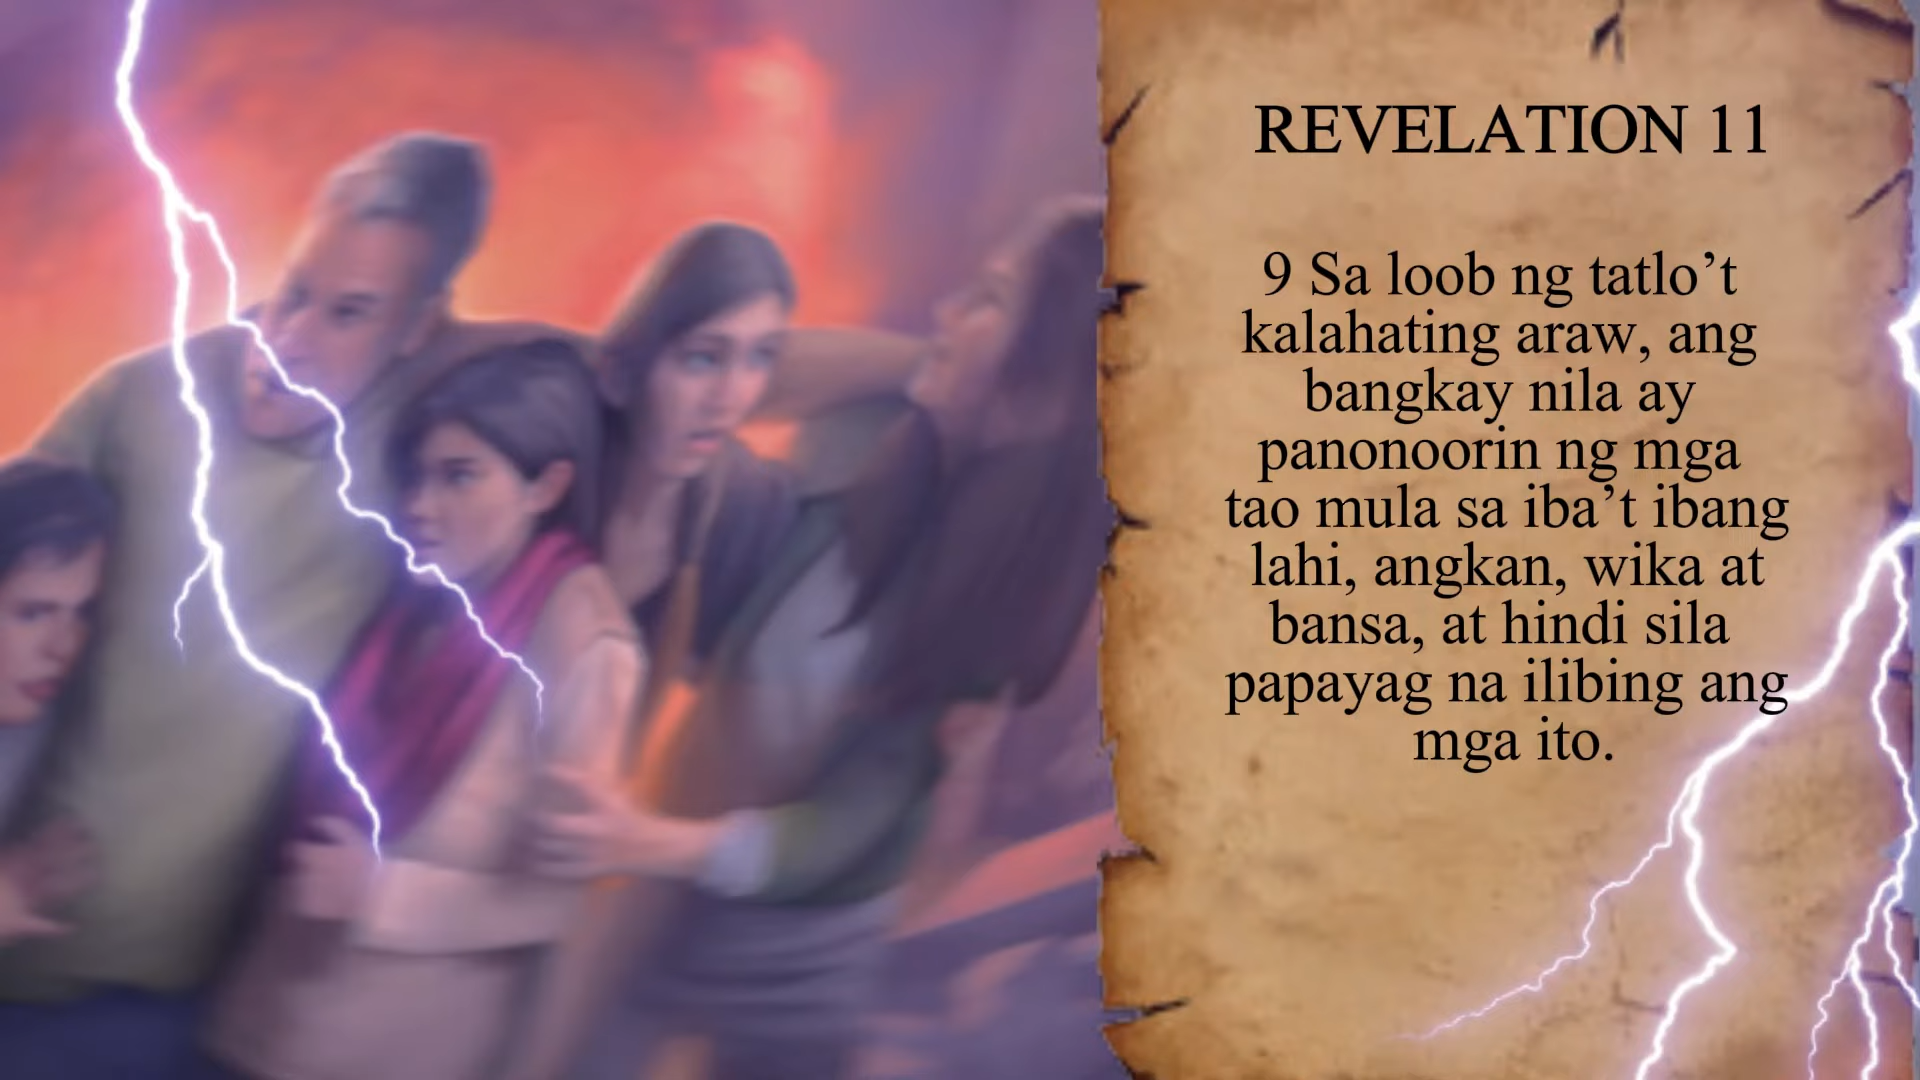 REVELATION 11
9 Sa loob ng tatlo’t
kalahating araw, ang
bangkay nila ay
panonoorin ng mga
tao mula sa iba’t ibang
lahi, angkan, wika at
bansa, at hindi sila
papayag na ilibing ang
mga ito.